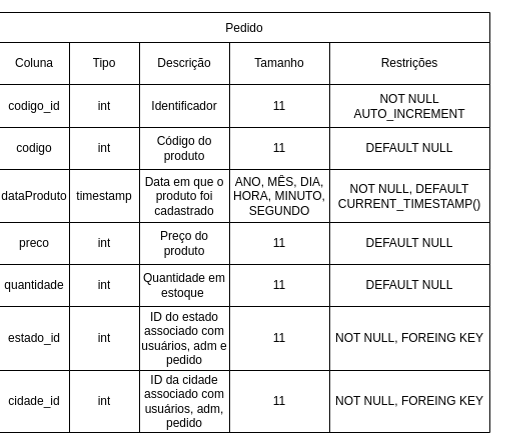 Pedido
Coluna Tipo Descrição Tamanho Restrições
codigo_id int Identificador 11 NOT NULL
AUTO_INCREMENT
codigo int Código do
produto 11 DEFAULT NULL
dataProduto timestamp Data em que o
produto foi
cadastrado ANO, MÊS, DIA,
HORA, MINUTO,
SEGUNDO NOT NULL, DEFAULT
CURRENT_TIMESTAMP()
preco int Preço do
produto 11 DEFAULT NULL
quantidade int Quantidade em
estoque 11 DEFAULT NULL
estado_id int ID do estado
associado com
usuários, adm e
pedido 11 NOT NULL, FOREING KEY
cidade_id int ID da cidade
associado com
usuários, adm,
pedido 11 NOT NULL, FOREING KEY